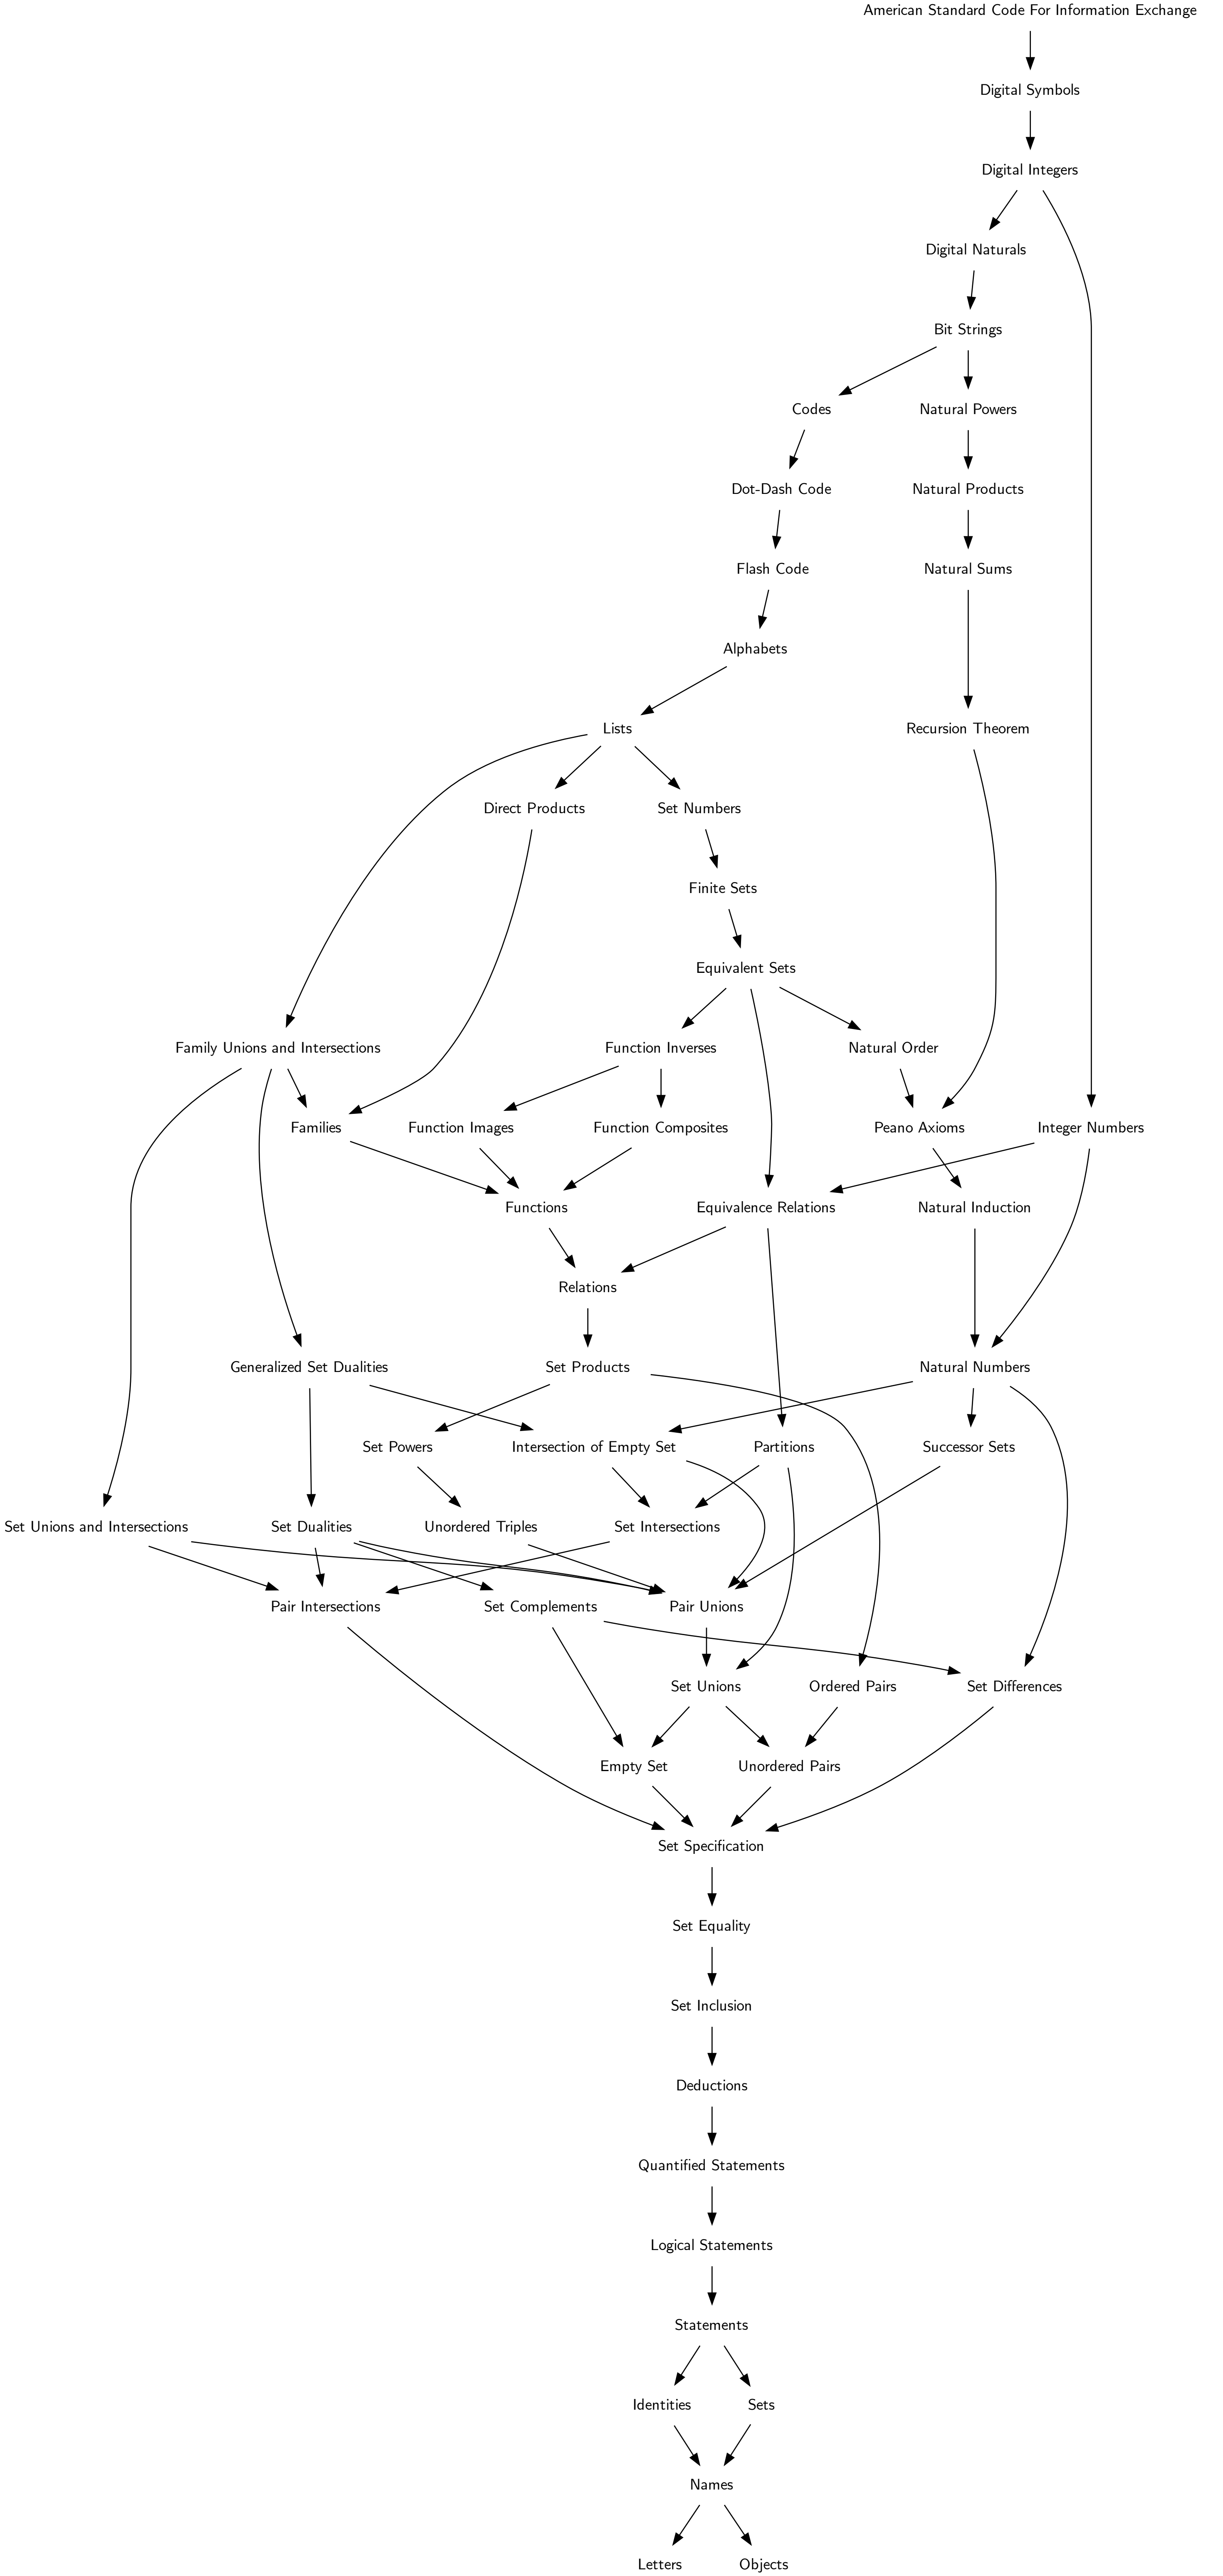 American Standard Code For Information Exchange
Digital Symbols
Digital Integers
Digital Naturals
Bit Strings
Codes
Natural Powers
Dot-Dash Code
Natural Products
Flash Code
Natural Sums
Alphabets
Lists
Recursion Theorem
Direct Products
Set Numbers
Finite Sets
Equivalent Sets
Family Unions and Intersections
Function Inverses
Natural Order
Families
Function Images
Function Composites
Peano Axioms
Integer Numbers
Functions
Equivalence Relations
Natural Induction
Relations
Generalized Set Dualities
Set Products
Natural Numbers
Set Powers
Intersection of Empty Set
Partitions
Successor Sets
Set Unions and Intersections
Set Dualities
Unordered Triples
Set Intersections
Pair Intersections
Set Complements
Pair Unions
Set Unions
Ordered Pairs
Set Differences
Empty Set
Unordered Pairs
Set Specification
Set Equality
Set Inclusion
Deductions
Quantified Statements
Logical Statements
Statements
Identities
Sets
Names
Letters
Objects